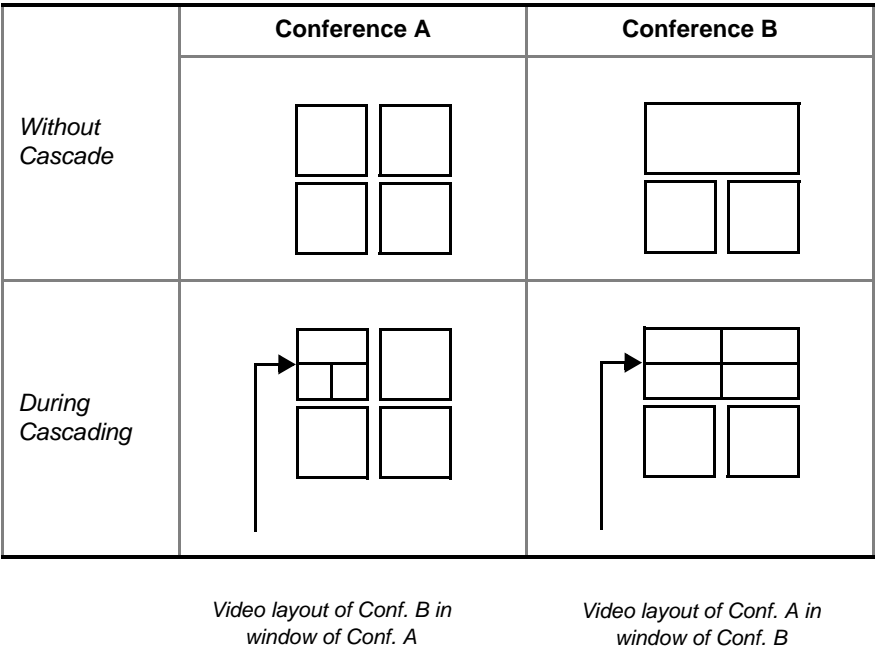 Conference A
Conference B
Without
Cascade
During
Cascading
Video layout of Conf. B in
window of Conf. A
Video layout of Conf. A in
window of Conf. B